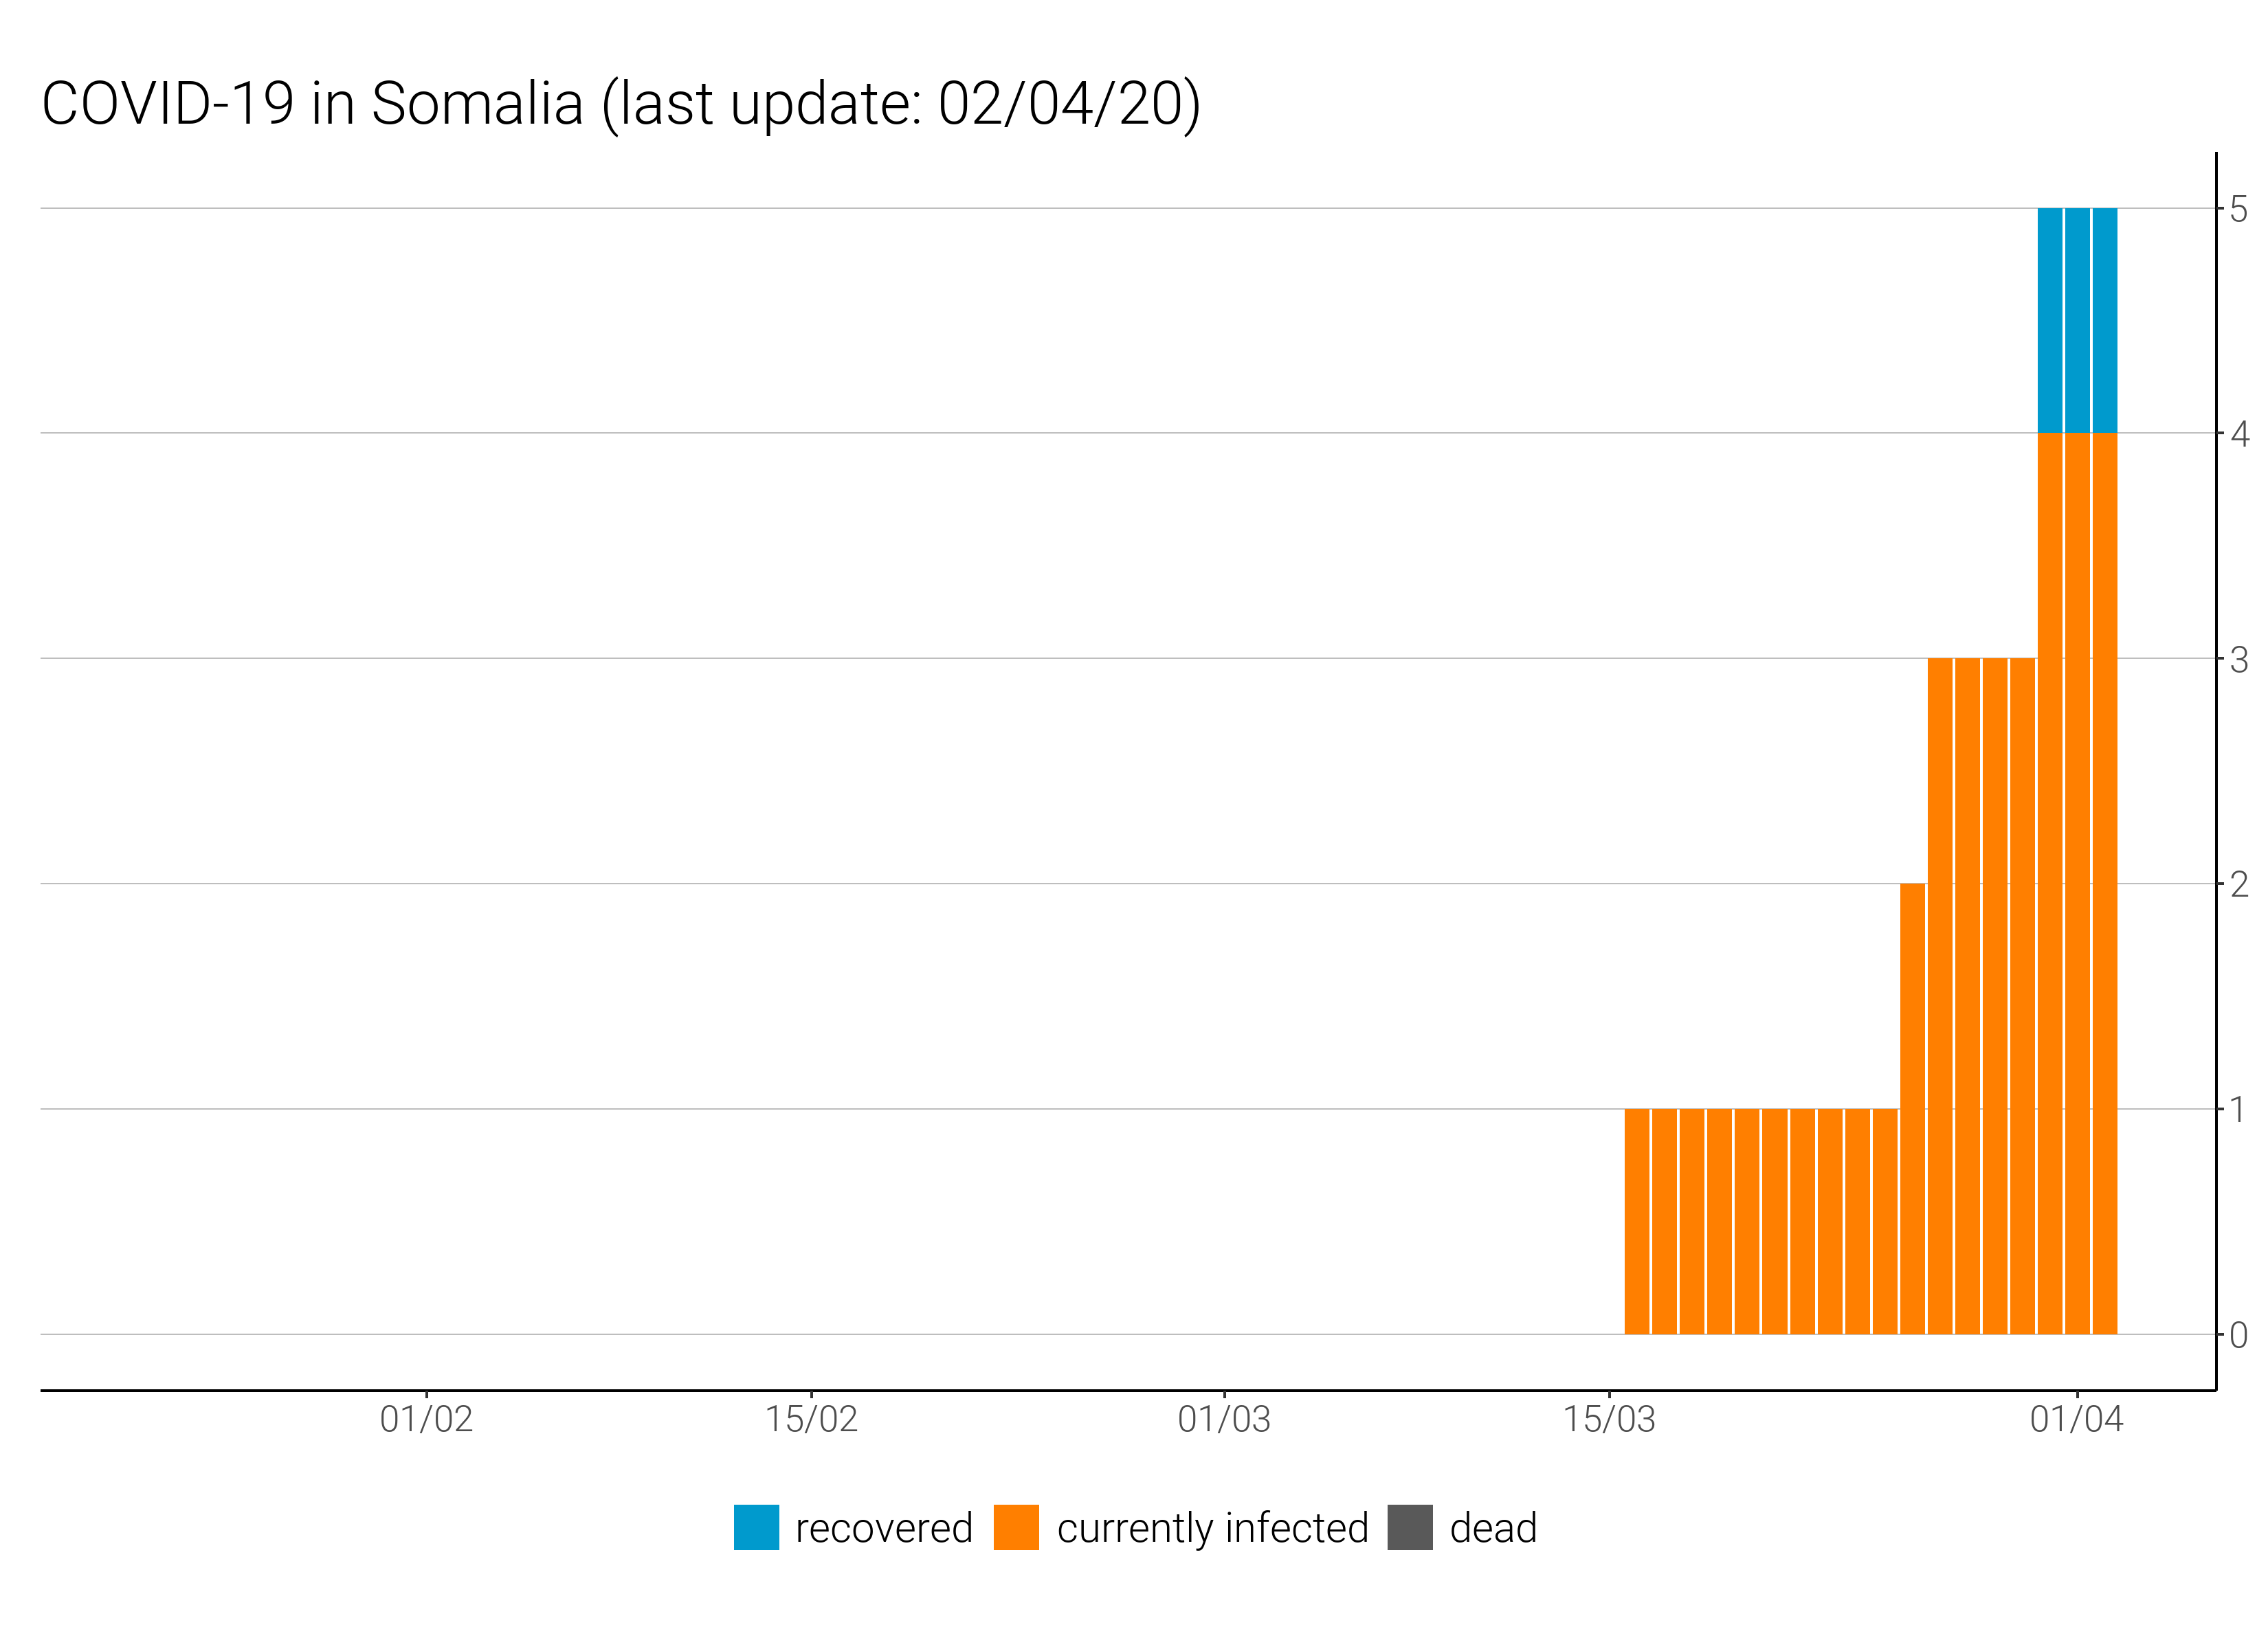 COVID-19 in Somalia (last update: 02/04/20)
5
4
3
2
1
0
01/02 15/02 01/03 15/03 01/04
recovered currently infected dead